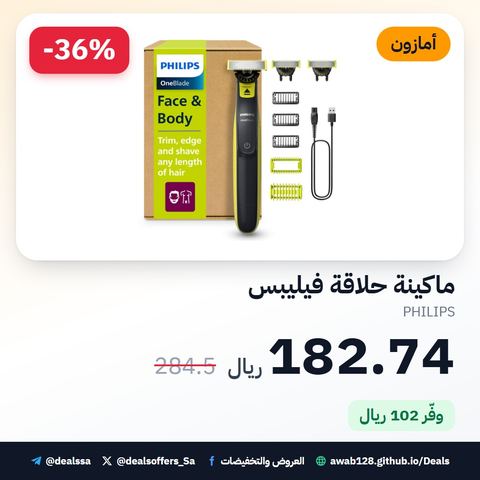 -36%
أمازون
PHILIPS
OneBlade
Face &
Body
Trim, edge
and shave
any length
of hair
ماكينة حلاقة فيليبس
PHILIPS
182.74 ريال 284.5
وفّر 102 ريال
@dealssa @dealsoffers_Sa العروض والتخفيضات awab128.github.io/Deals